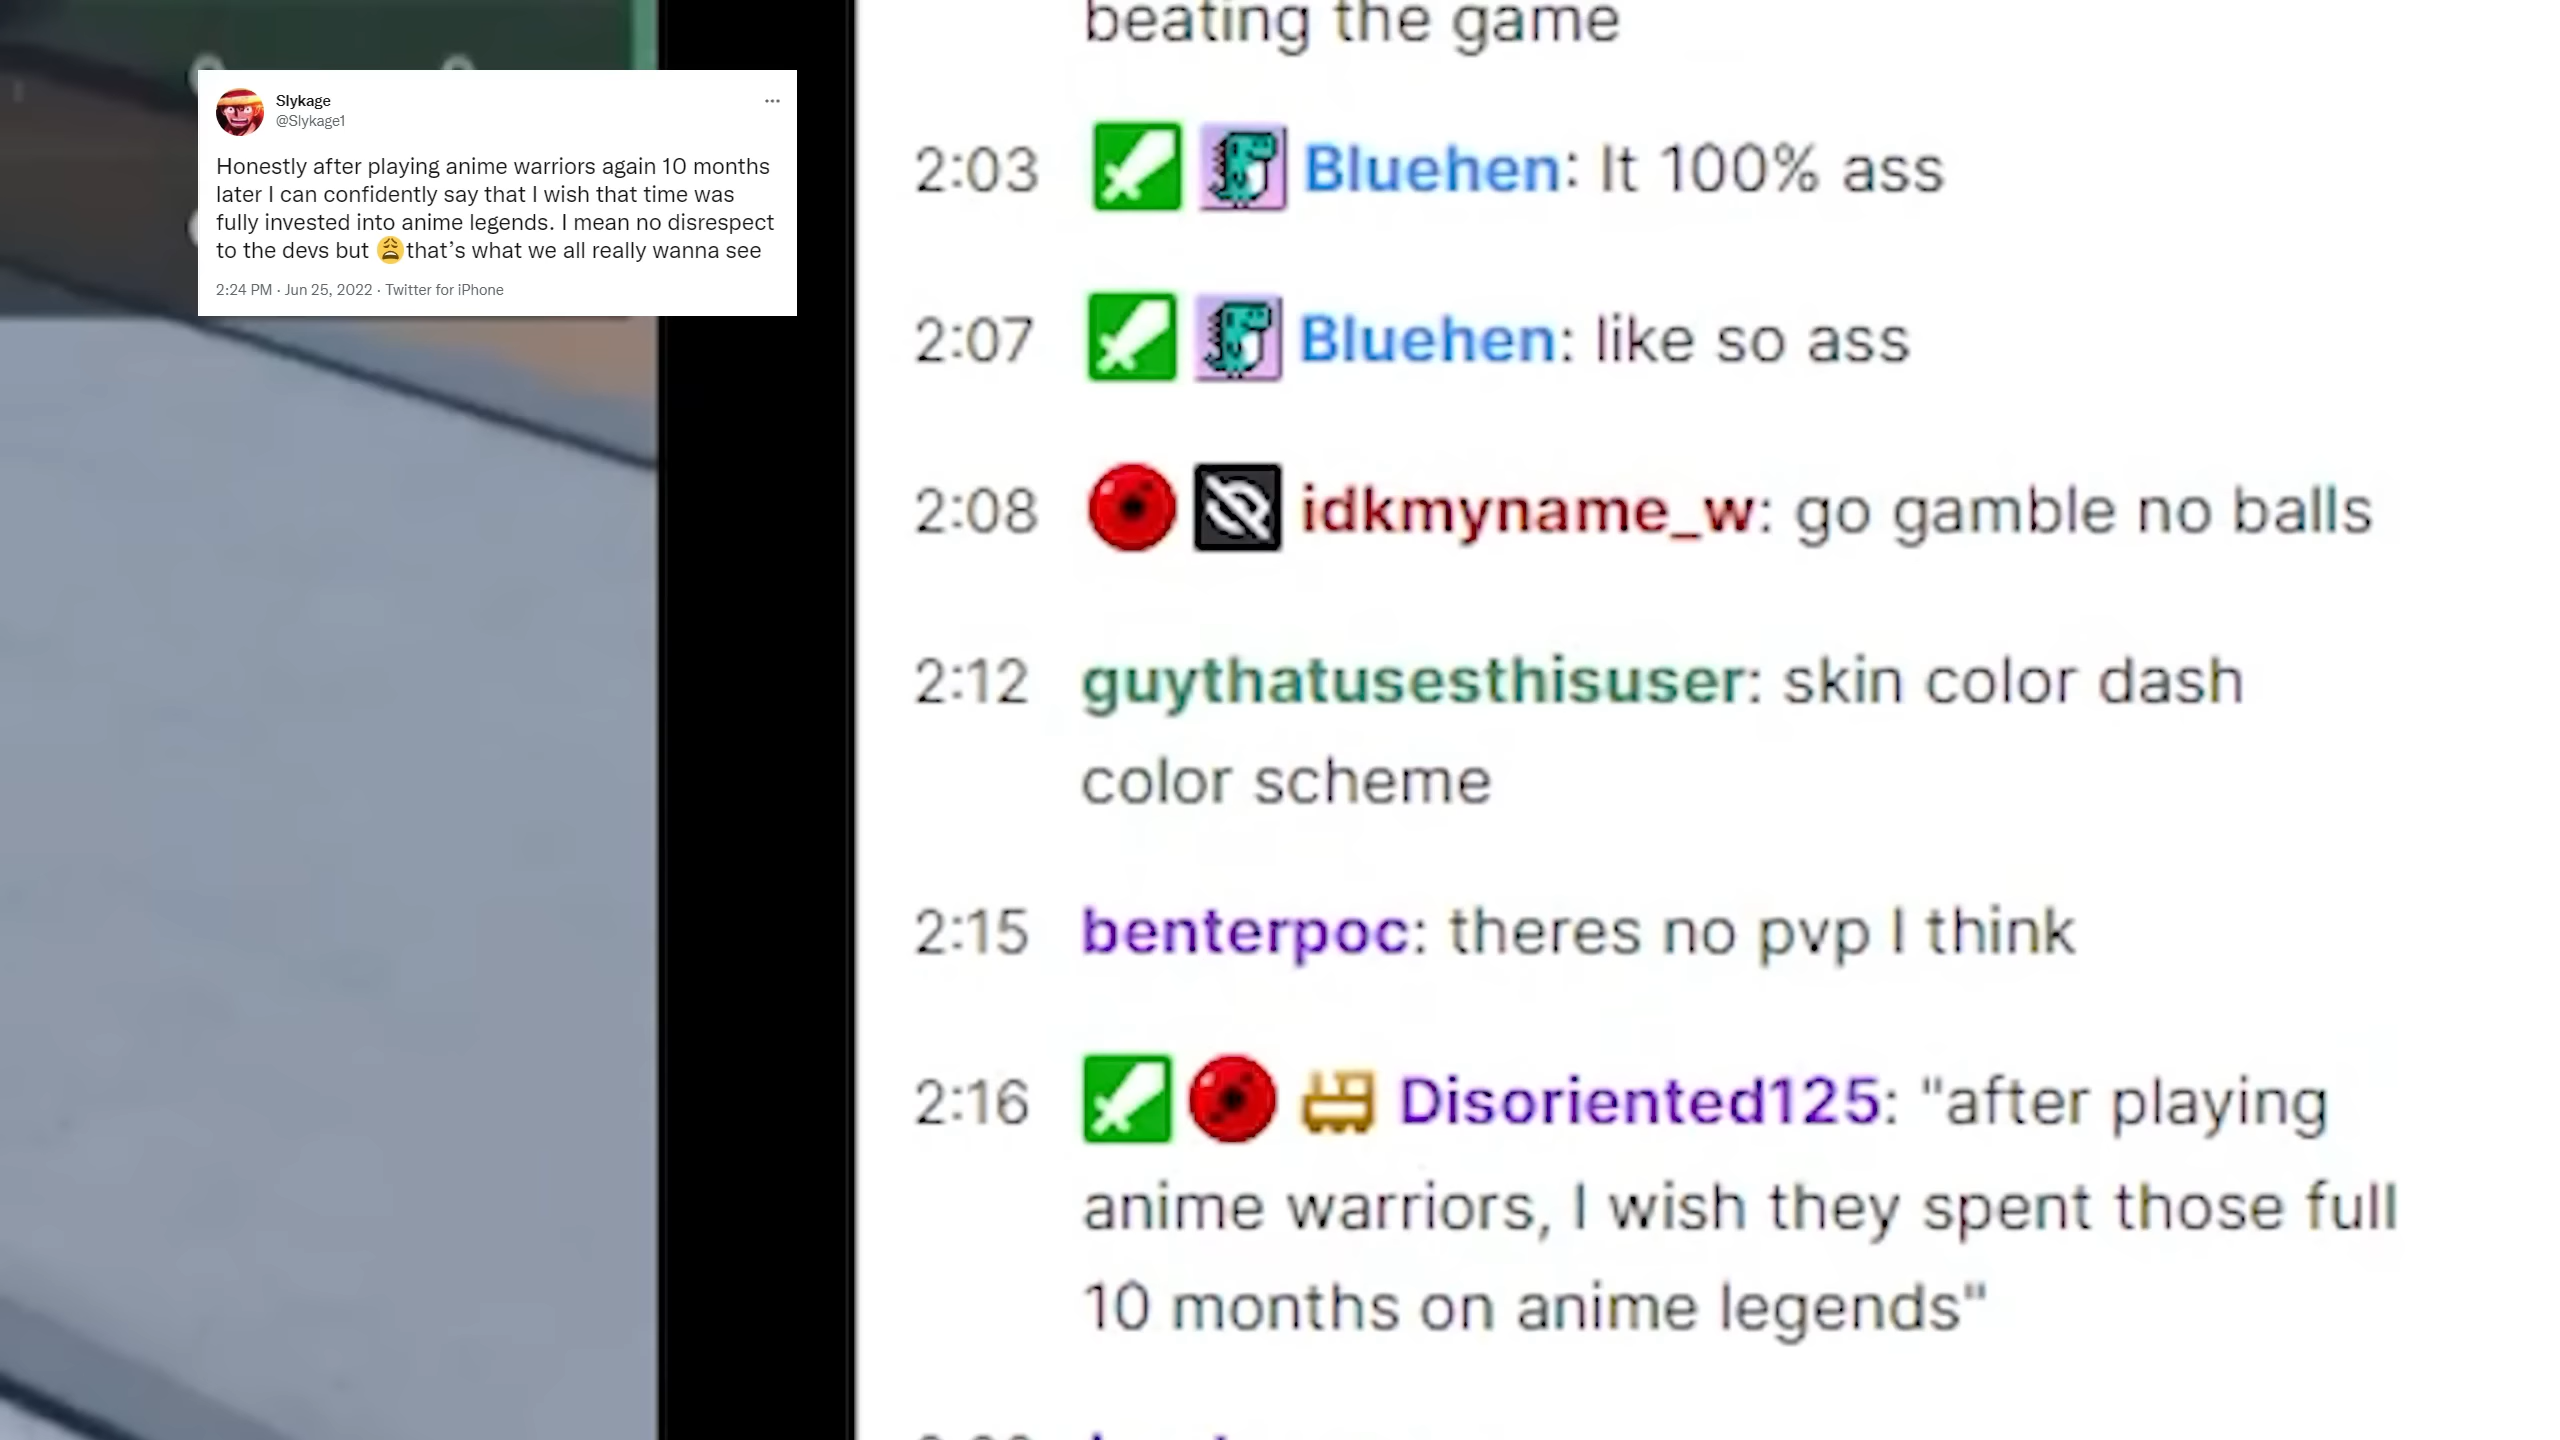 Slykage
@Slykage1
Honestly after playing anime warriors again 10 months
later I can confidently say that I wish that time was
fully invested into anime legends. I mean no disrespect
to the devs but 😩that’s what we all really wanna see
2:24 PM · Jun 25, 2022 · Twitter for iPhone
beating the game
2:03 Bluehen: It 100% ass
2:07 Bluehen: like so ass
2:08 idkmyname_w: go gamble no balls
2:12 guythatusesthisuser: skin color dash
color scheme
2:15 benterpoc: theres no pvp I think
2:16 Disoriented125: "after playing
anime warriors, I wish they spent those full
10 months on anime legends"